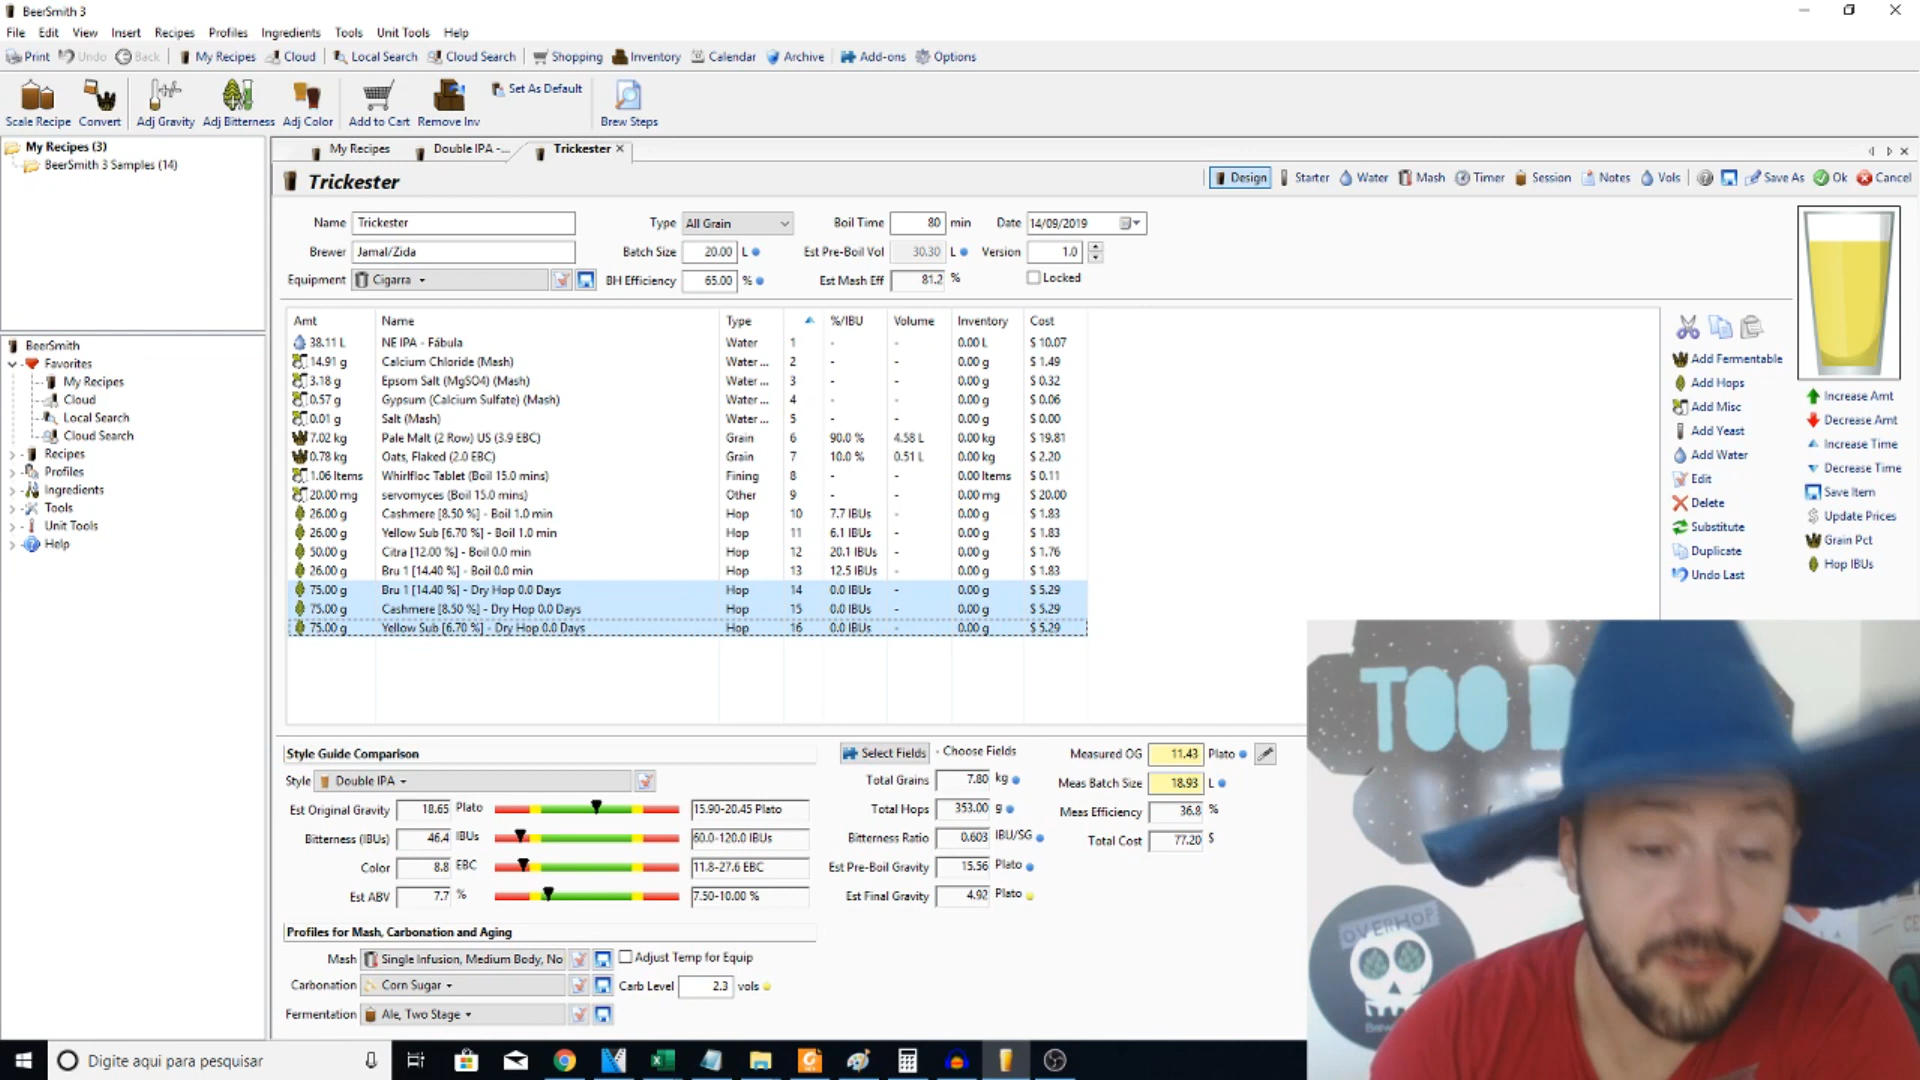 BeerSmith 3
File Edit View Insert Recipes Profiles Ingredients Tools Unit Tools Help
Print Undo Back My Recipes Cloud Local Search Cloud Search Shopping Inventory Calendar Archive Add-ons Options
Scale Recipe Convert Adj Gravity Adj Bitterness Adj Color Add to Cart Remove Inv Set As Default Brew Steps
My Recipes (3)
BeerSmith 3 Samples (14)
My Recipes Double IPA -... Trickester
Trickester
Design Starter Water Mash Timer Session Notes Vols Save As Ok Cancel
Name Trickester Type All Grain Boil Time 80 min Date 14/09/2019
Brewer Jamal/Zida Batch Size 20.00 L Est Pre-Boil Vol 30.30 L Version 1.0
Equipment Cigarra BH Efficiency 65.00 % Est Mash Eff 81.2 % Locked
Amt Name Type %/IBU Volume Inventory Cost
38.11 L NE IPA - Fábula Water 1 - - 0.00 L $ 10.07
14.91 g Calcium Chloride (Mash) Water ... 2 - - 0.00 g $ 1.49
3.18 g Epsom Salt (MgSO4) (Mash) Water ... 3 - - 0.00 g $ 0.32
0.57 g Gypsum (Calcium Sulfate) (Mash) Water ... 4 - - 0.00 g $ 0.06
0.01 g Salt (Mash) Water ... 5 - - 0.00 g $ 0.00
7.02 kg Pale Malt (2 Row) US (3.9 EBC) Grain 6 90.0 % 4.58 L 0.00 kg $ 19.81
0.78 kg Oats, Flaked (2.0 EBC) Grain 7 10.0 % 0.51 L 0.00 kg $ 2.20
1.06 Items Whirlfloc Tablet (Boil 15.0 mins) Fining 8 - - 0.00 Items $ 0.11
20.00 mg servomyces (Boil 15.0 mins) Other 9 - - 0.00 mg $ 20.00
26.00 g Cashmere [8.50 %] - Boil 1.0 min Hop 10 7.7 IBUs - 0.00 g $ 1.83
26.00 g Yellow Sub [6.70 %] - Boil 1.0 min Hop 11 6.1 IBUs - 0.00 g $ 1.83
50.00 g Citra [12.00 %] - Boil 0.0 min Hop 12 20.1 IBUs - 0.00 g $ 1.76
26.00 g Bru 1 [14.40 %] - Boil 0.0 min Hop 13 12.5 IBUs - 0.00 g $ 1.83
75.00 g Bru 1 [14.40 %] - Dry Hop 0.0 Days Hop 14 0.0 IBUs - 0.00 g $ 5.29
75.00 g Cashmere [8.50 %] - Dry Hop 0.0 Days Hop 15 0.0 IBUs - 0.00 g $ 5.29
75.00 g Yellow Sub [6.70 %] - Dry Hop 0.0 Days Hop 16 0.0 IBUs - 0.00 g $ 5.29
BeerSmith
Favorites
My Recipes
Cloud
Local Search
Cloud Search
Recipes
Profiles
Ingredients
Tools
Unit Tools
Help
Add Fermentable
Add Hops
Add Misc
Add Yeast
Add Water
Edit
Delete
Substitute
Duplicate
Undo Last
Increase Amt
Decrease Amt
Increase Time
Decrease Time
Save Item
Update Prices
Grain Pct
Hop IBUs
Style Guide Comparison
Style Double IPA
Est Original Gravity 18.65 Plato 15.90-20.45 Plato
Bitterness (IBUs) 46.4 IBUs 60.0-120.0 IBUs
Color 8.8 EBC 11.8-27.6 EBC
Est ABV 7.7 % 7.50-10.00 %
Select Fields - Choose Fields
Total Grains 7.80 kg
Total Hops 353.00 g
Bitterness Ratio 0.603 IBU/SG
Est Pre-Boil Gravity 15.56 Plato
Est Final Gravity 4.92 Plato
Measured OG 11.43 Plato
Meas Batch Size 18.93 L
Meas Efficiency 36.8 %
Total Cost 77.20 $
Profiles for Mash, Carbonation and Aging
Mash Single Infusion, Medium Body, No Adjust Temp for Equip
Carbonation Corn Sugar Carb Level 2.3 vols
Fermentation Ale, Two Stage
TOO D
OVERHOP
Digite aqui para pesquisar